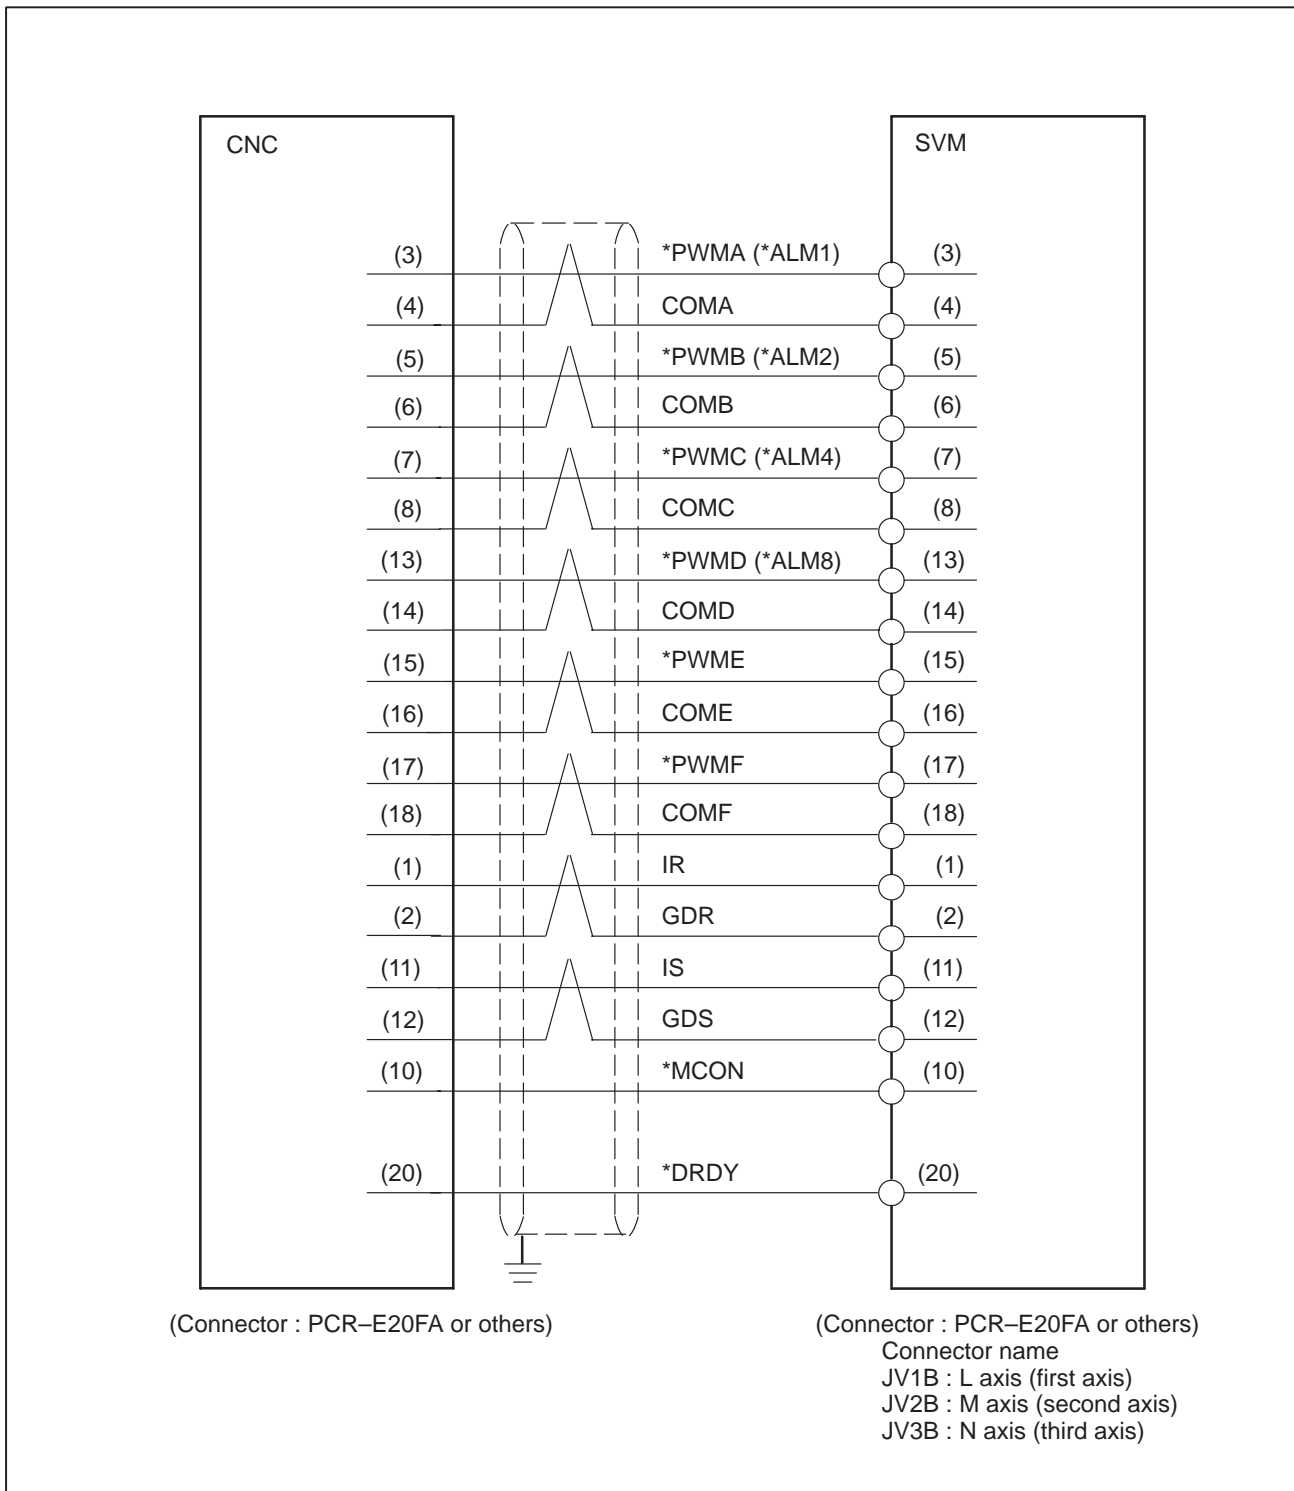 CNC SVM
(3) *PWMA (*ALM1) (3)
(4) COMA (4)
(5) *PWMB (*ALM2) (5)
(6) COMB (6)
(7) *PWMC (*ALM4) (7)
(8) COMC (8)
(13) *PWMD (*ALM8) (13)
(14) COMD (14)
(15) *PWME (15)
(16) COME (16)
(17) *PWMF (17)
(18) COMF (18)
(1) IR (1)
(2) GDR (2)
(11) IS (11)
(12) GDS (12)
(10) *MCON (10)
(20) *DRDY (20)
(Connector : PCR–E20FA or others) (Connector : PCR–E20FA or others)
Connector name
JV1B : L axis (first axis)
JV2B : M axis (second axis)
JV3B : N axis (third axis)